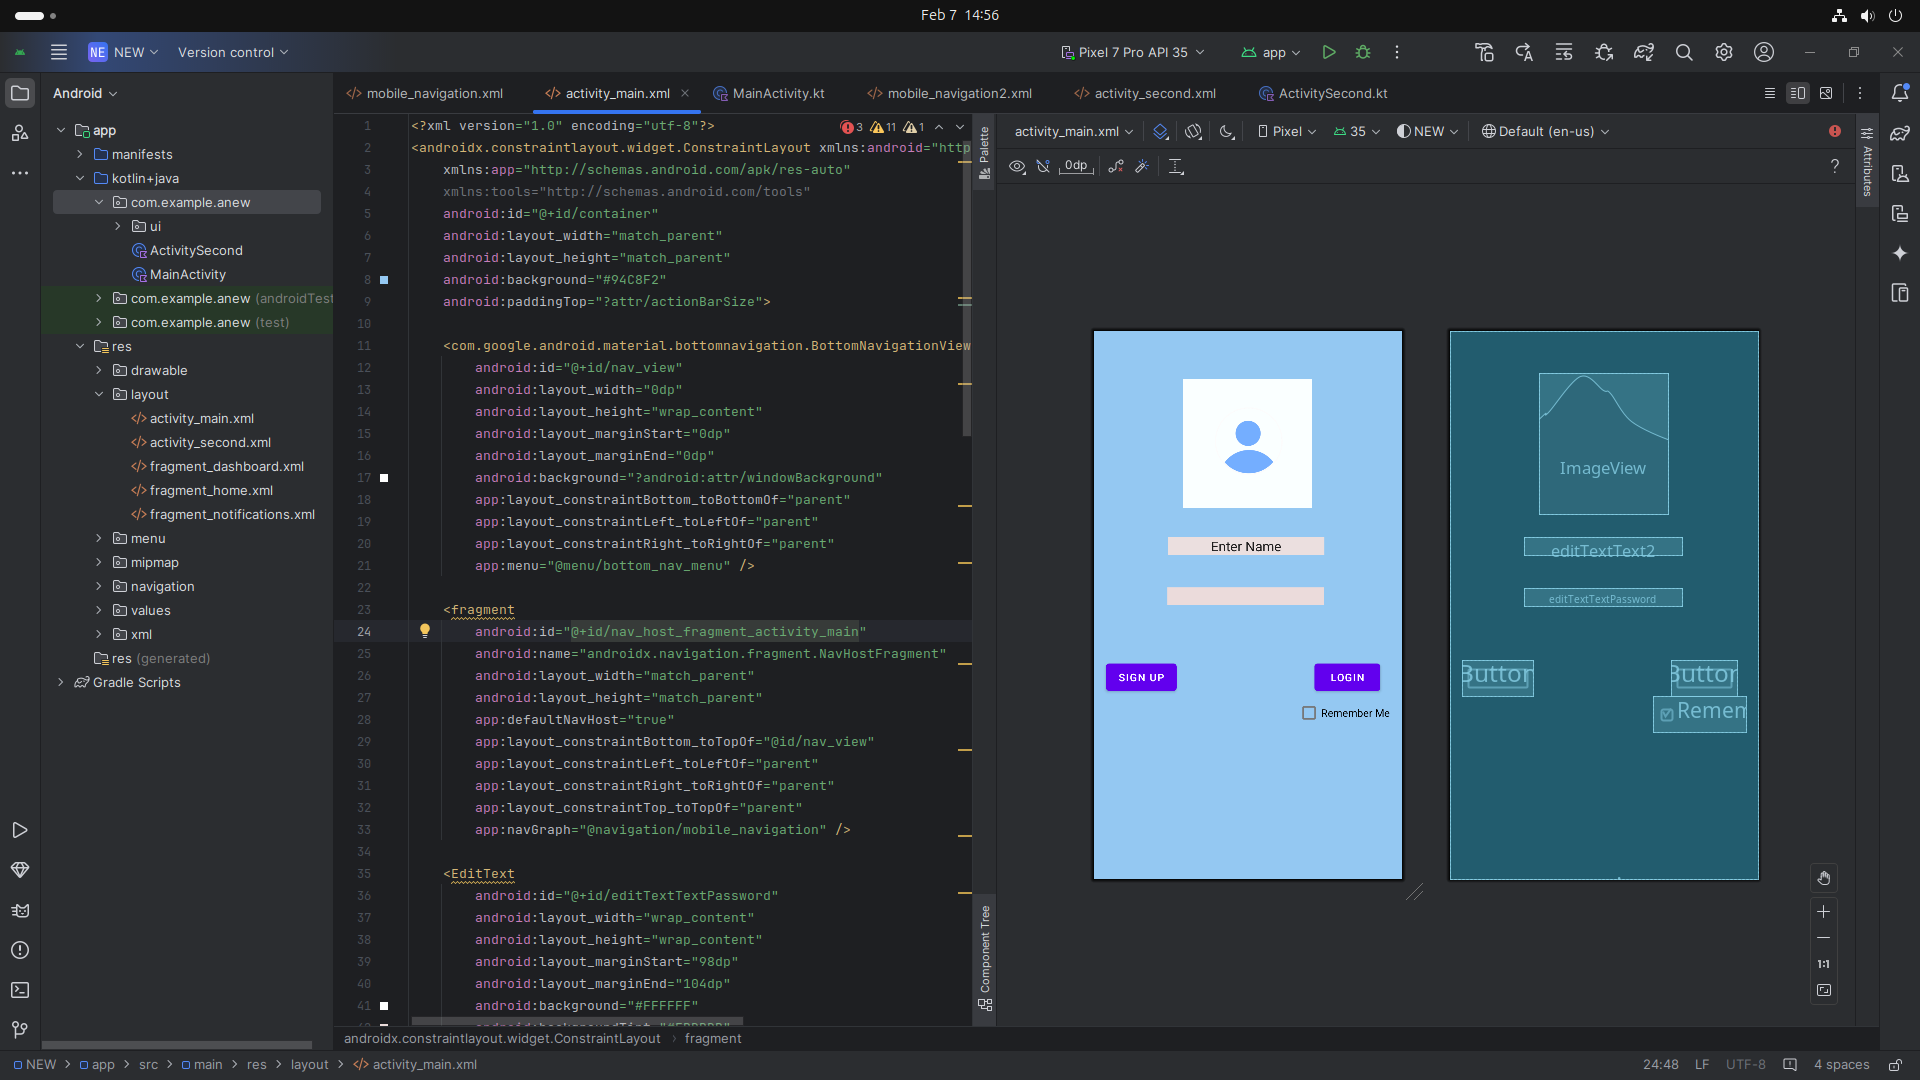 Feb 7 14:56
NE NEW Version control
Pixel 7 Pro API 35 app
Android
app
manifests
kotlin+java
com.example.anew
ui
ActivitySecond
MainActivity
com.example.anew (androidTest
com.example.anew (test)
res
drawable
layout
activity_main.xml
activity_second.xml
fragment_dashboard.xml
fragment_home.xml
fragment_notifications.xml
menu
mipmap
navigation
values
xml
res (generated)
Gradle Scripts
mobile_navigation.xml activity_main.xml MainActivity.kt mobile_navigation2.xml activity_second.xml ActivitySecond.kt
3 11 1
1 <?xml version="1.0" encoding="utf-8"?>
2 <androidx.constraintlayout.widget.ConstraintLayout xmlns:android="http
3 xmlns:app="http://schemas.android.com/apk/res-auto"
4 xmlns:tools="http://schemas.android.com/tools"
5 android:id="@+id/container"
6 android:layout_width="match_parent"
7 android:layout_height="match_parent"
8 android:background="#94C8F2"
9 android:paddingTop="?attr/actionBarSize">
10
11 <com.google.android.material.bottomnavigation.BottomNavigationView
12 android:id="@+id/nav_view"
13 android:layout_width="0dp"
14 android:layout_height="wrap_content"
15 android:layout_marginStart="0dp"
16 android:layout_marginEnd="0dp"
17 android:background="?android:attr/windowBackground"
18 app:layout_constraintBottom_toBottomOf="parent"
19 app:layout_constraintLeft_toLeftOf="parent"
20 app:layout_constraintRight_toRightOf="parent"
21 app:menu="@menu/bottom_nav_menu" />
22
23 <fragment
24 android:id="@+id/nav_host_fragment_activity_main"
25 android:name="androidx.navigation.fragment.NavHostFragment"
26 android:layout_width="match_parent"
27 android:layout_height="match_parent"
28 app:defaultNavHost="true"
29 app:layout_constraintBottom_toTopOf="@id/nav_view"
30 app:layout_constraintLeft_toLeftOf="parent"
31 app:layout_constraintRight_toRightOf="parent"
32 app:layout_constraintTop_toTopOf="parent"
33 app:navGraph="@navigation/mobile_navigation" />
34
35 <EditText
36 android:id="@+id/editTextTextPassword"
37 android:layout_width="wrap_content"
38 android:layout_height="wrap_content"
39 android:layout_marginStart="98dp"
40 android:layout_marginEnd="104dp"
41 android:background="#FFFFFF"
androidx.constraintlayout.widget.ConstraintLayout fragment
Palette
Component Tree
activity_main.xml Pixel 35 NEW Default (en-us)
0dp
?
Attributes
Enter Name
SIGN UP
LOGIN
Remember Me
ImageView
editTextText2
editTextTextPassword
Button
Button
Remem
1:1
NEW app src main res layout activity_main.xml
24:48 LF UTF-8 4 spaces